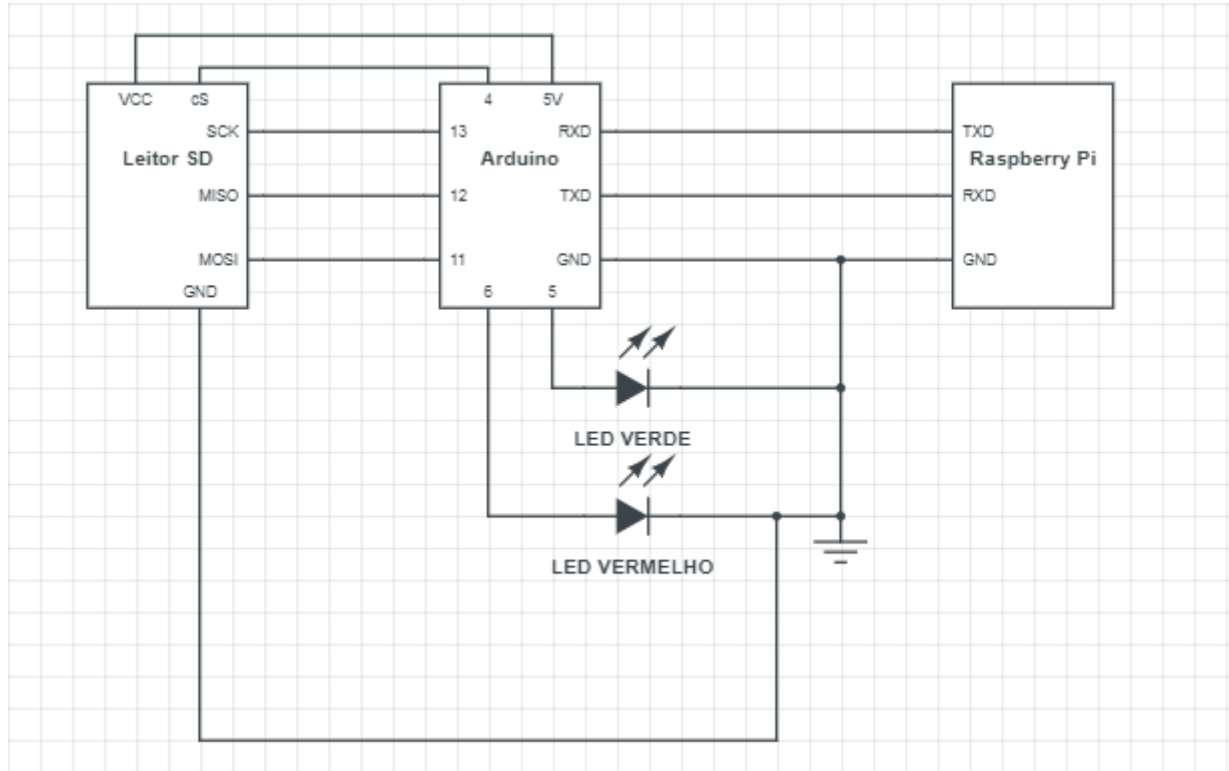 VCC
cS
SCK
Leitor SD
MISO
MOSI
GND
4
5V
13
RXD
Arduino
12
TXD
11
GND
6
5
TXD
Raspberry Pi
RXD
GND
LED VERDE
LED VERMELHO